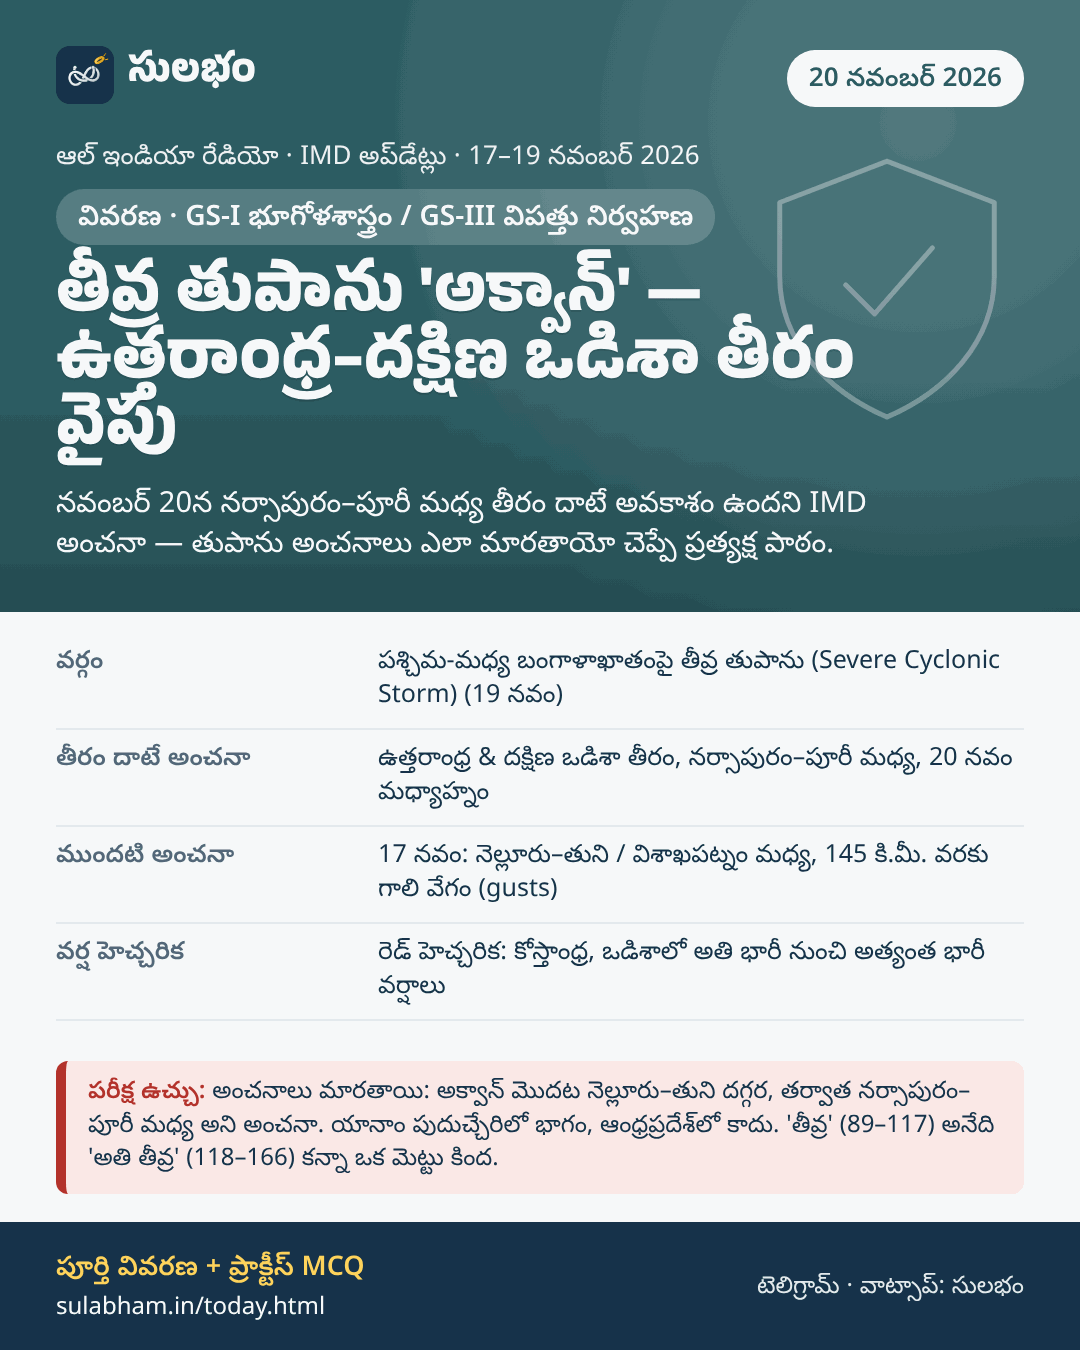 సులభం
20 నవంబర్ 2026
ఆల్ ఇండియా రేడియో · IMD అప్‌డేట్లు · 17–19 నవంబర్ 2026
వివరణ · GS-I భూగోళశాస్త్రం / GS-III విపత్తు నిర్వహణ
తీవ్ర తుపాను 'అక్వాన్' —
ఉత్తరాంధ్ర–దక్షిణ ఒడిశా తీరం
వైపు
నవంబర్ 20న నర్సాపురం–పూరీ మధ్య తీరం దాటే అవకాశం ఉందని IMD
అంచనా — తుపాను అంచనాలు ఎలా మారతాయో చెప్పే ప్రత్యక్ష పాఠం.
వర్గం
పశ్చిమ-మధ్య బంగాళాఖాతంపై తీవ్ర తుపాను (Severe Cyclonic
Storm) (19 నవం)
తీరం దాటే అంచనా
ఉత్తరాంధ్ర & దక్షిణ ఒడిశా తీరం, నర్సాపురం–పూరీ మధ్య, 20 నవం
మధ్యాహ్నం
ముందటి అంచనా
17 నవం: నెల్లూరు–తుని / విశాఖపట్నం మధ్య, 145 కి.మీ. వరకు
గాలి వేగం (gusts)
వర్ష హెచ్చరిక
రెడ్ హెచ్చరిక: కోస్తాంధ్ర, ఒడిశాలో అతి భారీ నుంచి అత్యంత భారీ
వర్షాలు
పరీక్ష ఉచ్చు: అంచనాలు మారతాయి: అక్వాన్ మొదట నెల్లూరు–తుని దగ్గర, తర్వాత నర్సాపురం–
పూరీ మధ్య అని అంచనా. యానాం పుదుచ్చేరిలో భాగం, ఆంధ్రప్రదేశ్‌లో కాదు. 'తీవ్ర' (89–117) అనేది
'అతి తీవ్ర' (118–166) కన్నా ఒక మెట్టు కింద.
పూర్తి వివరణ + ప్రాక్టీస్ MCQ
sulabham.in/today.html
టెలిగ్రామ్ · వాట్సాప్: సులభం